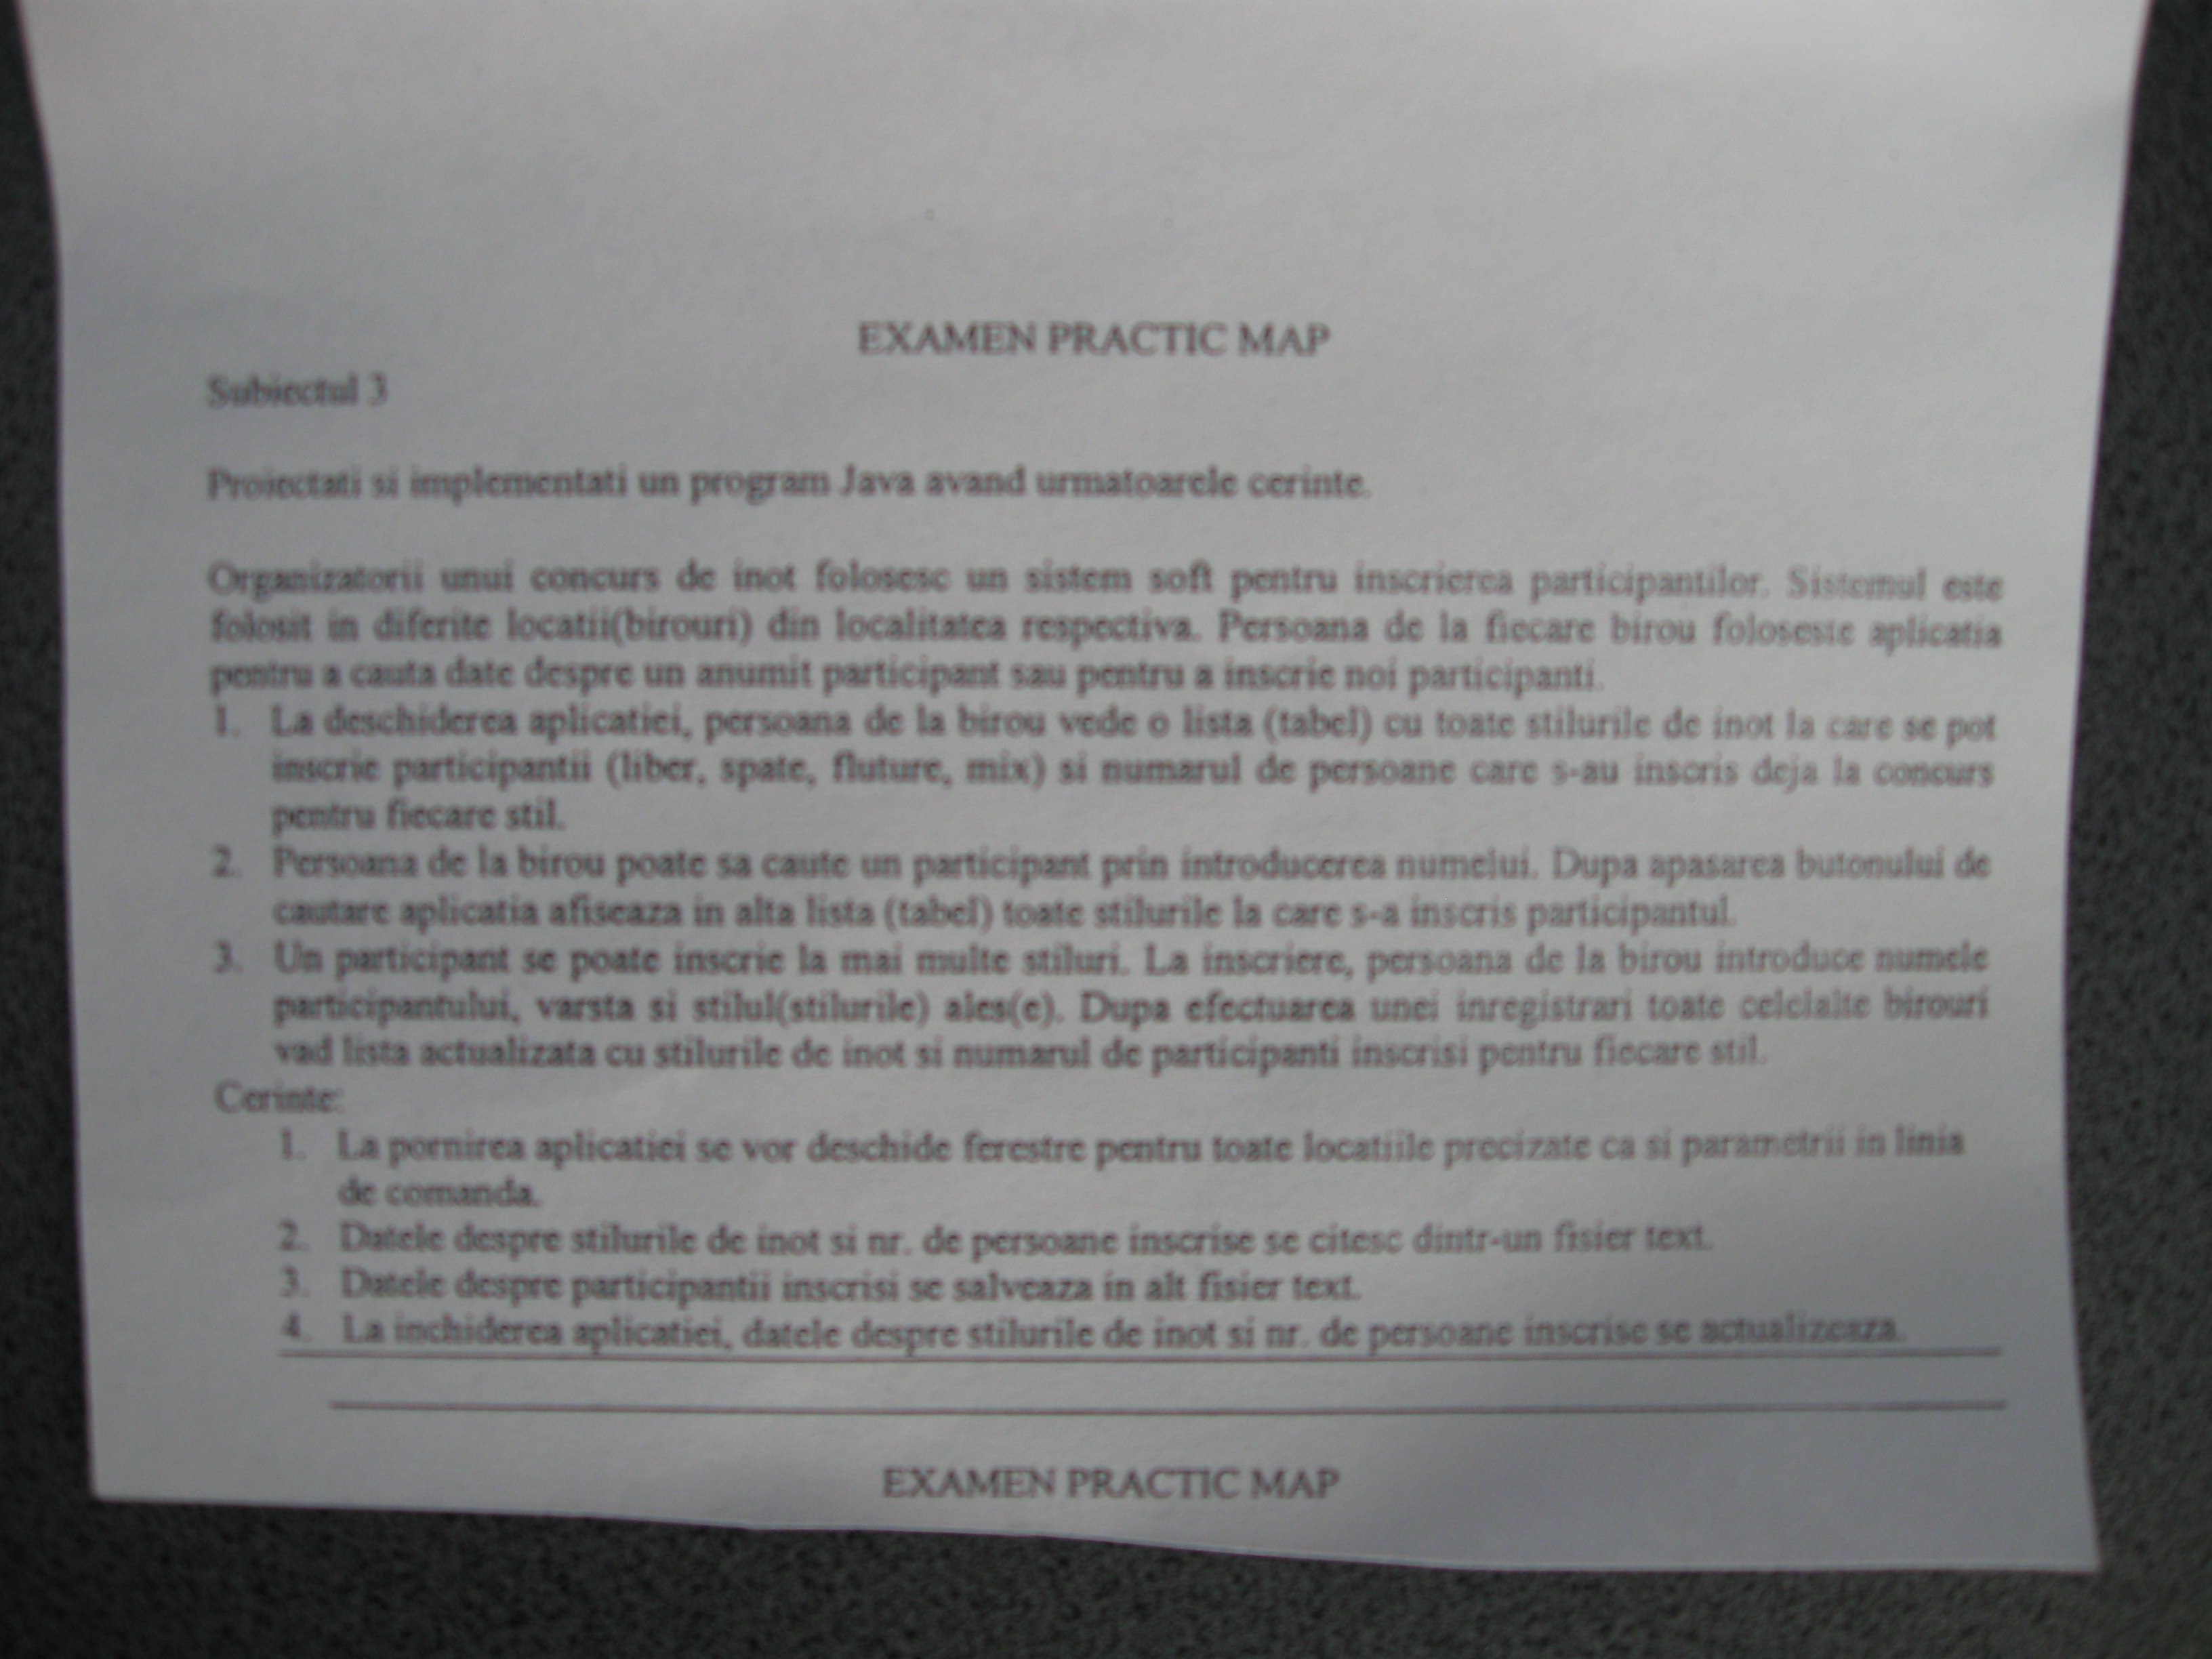 EXAMEN PRACTIC MAP
Subiectul 3
Proiectati si implementati un program Java avand urmatoarele cerinte.
Organizatorii unui concurs de inot folosesc un sistem soft pentru inscrierea participantilor. Sistemul este
folosit in diferite locatii(birouri) din localitatea respectiva. Persoana de la fiecare birou foloseste aplicatia
pentru a cauta date despre un anumit participant sau pentru a inscrie noi participanti.
1. La deschiderea aplicatiei, persoana de la birou vede o lista (tabel) cu toate stilurile de inot la care se pot
inscrie participantii (liber, spate, fluture, mix) si numarul de persoane care s-au inscris deja la concurs
pentru fiecare stil.
2. Persoana de la birou poate sa caute un participant prin introducerea numelui. Dupa apasarea butonului de
cautare aplicatia afiseaza in alta lista (tabel) toate stilurile la care s-a inscris participantul.
3. Un participant se poate inscrie la mai multe stiluri. La inscriere, persoana de la birou introduce numele
participantului, varsta si stilul(stilurile) ales(e). Dupa efectuarea unei inregistrari toate celelalte birouri
vad lista actualizata cu stilurile de inot si numarul de participanti inscrisi pentru fiecare stil.
Cerinte:
1. La pornirea aplicatiei se vor deschide ferestre pentru toate locatiile precizate ca si parametrii in linia
de comanda.
2. Datele despre stilurile de inot si nr. de persoane inscrise se citesc dintr-un fisier text.
3. Datele despre participantii inscrisi se salveaza in alt fisier text.
4. La inchiderea aplicatiei, datele despre stilurile de inot si nr. de persoane inscrise se actualizeaza.
EXAMEN PRACTIC MAP